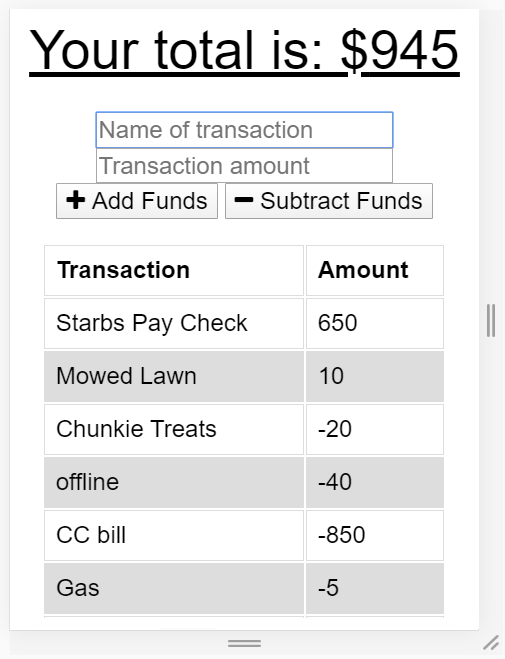 Your total is: $945
Name of transaction
Transaction amount
+ Add Funds - Subtract Funds
Transaction Amount
Starbs Pay Check 650
Mowed Lawn 10
Chunkie Treats -20
offline -40
CC bill -850
Gas -5